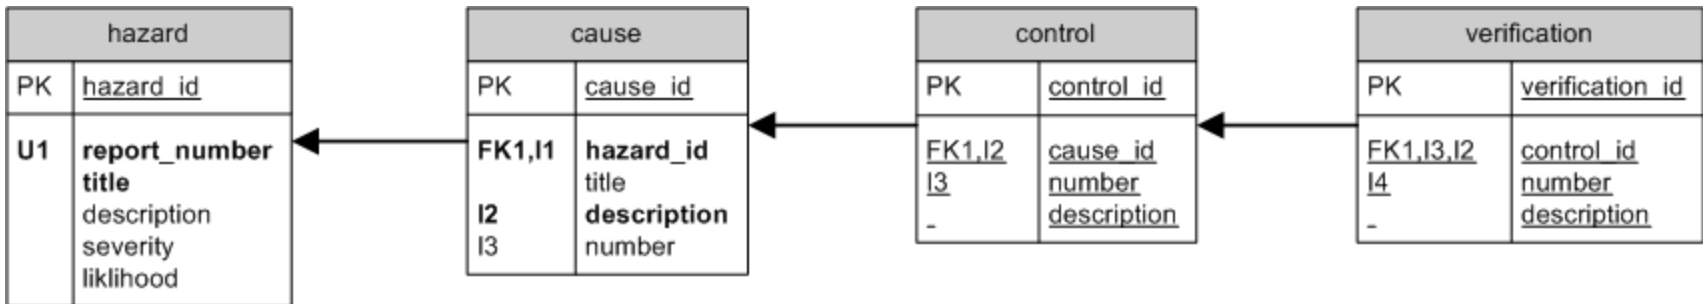 hazard
PK hazard_id
U1 report_number
title
description
severity
liklihood
cause
PK cause_id
FK1,I1 hazard_id
title
I2 description
I3 number
control
PK control_id
FK1,I2 cause_id
I3 number
description
verification
PK verification_id
FK1,I3,I2 control_id
I4 number
description